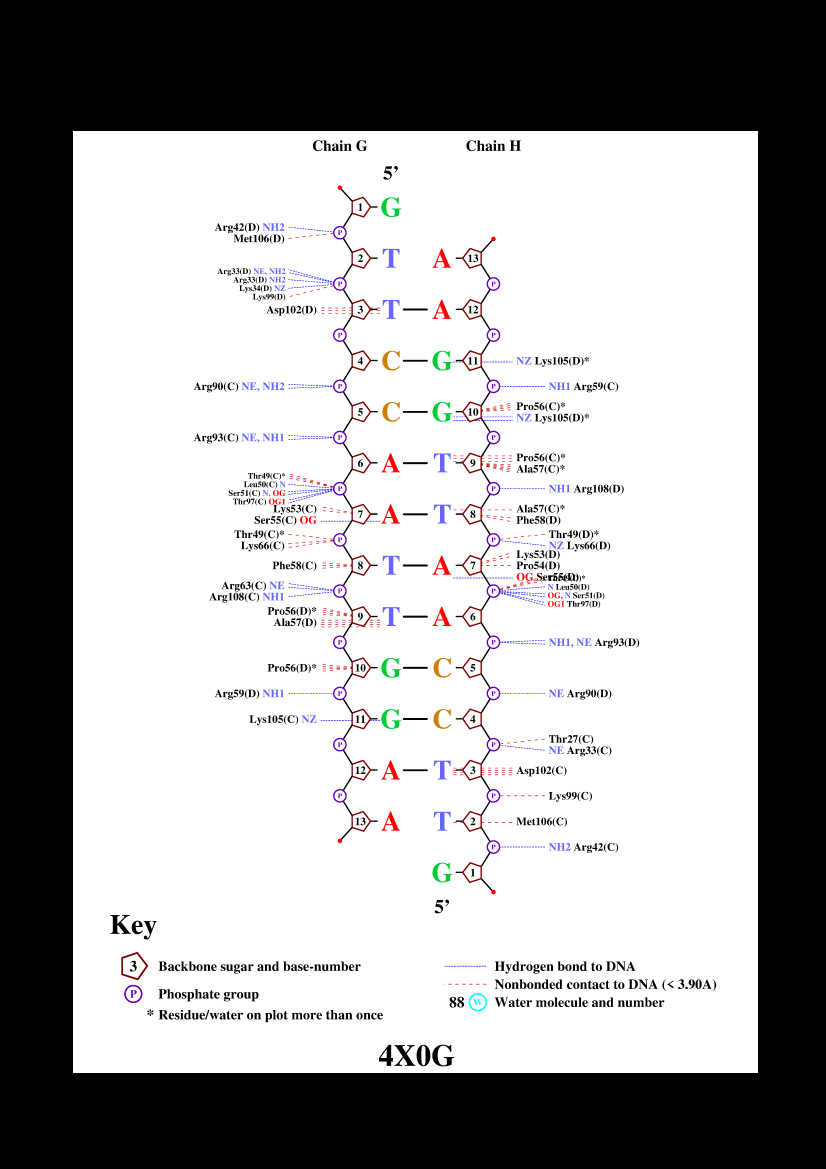 Chain G Chain H
5’
1 G
Arg42(D) NH2
P
Met106(D)
2 T A 13
Arg33(D) NE, NH2
Arg33(D) NH2
P P
Lys34(D) NZ
Lys99(D)
Asp102(D) 3 T A 12
P P
4 C G 11 NZ Lys105(D)*
Arg90(C) NE, NH2 P P NH1 Arg59(C)
Pro56(C)*
5 C G 10
NZ Lys105(D)*
Arg93(C) NE, NH1 P P
Pro56(C)*
6 A T 9
Ala57(C)*
Thr49(C)*
Leu50(C) N
P P NH1 Arg108(D)
Ser51(C) N, OG
Thr97(C) OG1
Lys53(C) Ala57(C)*
7 A T 8
Ser55(C) OG Phe58(D)
Thr49(C)* Thr49(D)*
P P
Lys66(C) NZ Lys66(D)
Lys53(D)
Phe58(C) 8 T A 7 Pro54(D)
OG Ser55(D)
Arg63(C) NE N Leu50(D)
P P
Arg108(C) NH1 OG, N Ser51(D)
OG1 Thr97(D)
Pro56(D)*
9 T A 6
Ala57(D)
P P NH1, NE Arg93(D)
Pro56(D)* 10 G C 5
Arg59(D) NH1 P P NE Arg90(D)
Lys105(C) NZ 11 G C 4
Thr27(C)
P P
NE Arg33(C)
12 A T 3 Asp102(C)
P P Lys99(C)
13 A T 2 Met106(C)
P NH2 Arg42(C)
G 1
5’
Key
3 Backbone sugar and base-number
P Phosphate group
* Residue/water on plot more than once
Hydrogen bond to DNA
Nonbonded contact to DNA (< 3.90A)
88 W Water molecule and number
4X0G